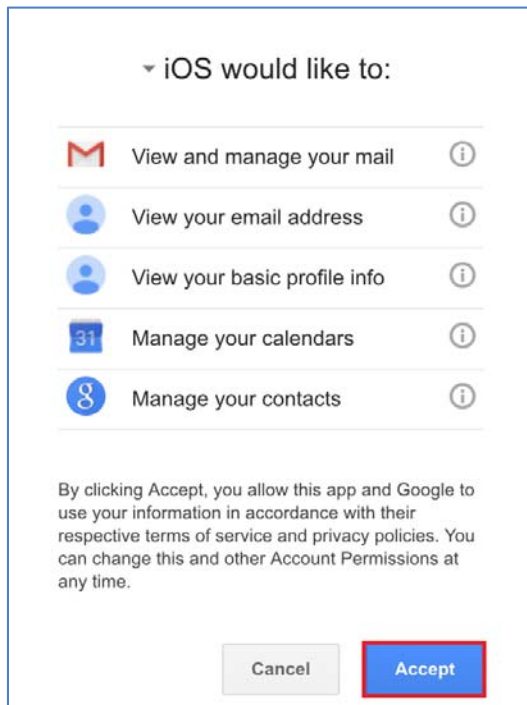 iOS would like to:
View and manage your mail
View your email address
View your basic profile info
31
Manage your calendars
g
Manage your contacts
By clicking Accept, you allow this app and Google to
use your information in accordance with their
respective terms of service and privacy policies. You
can change this and other Account Permissions at
any time.
Cancel
Accept